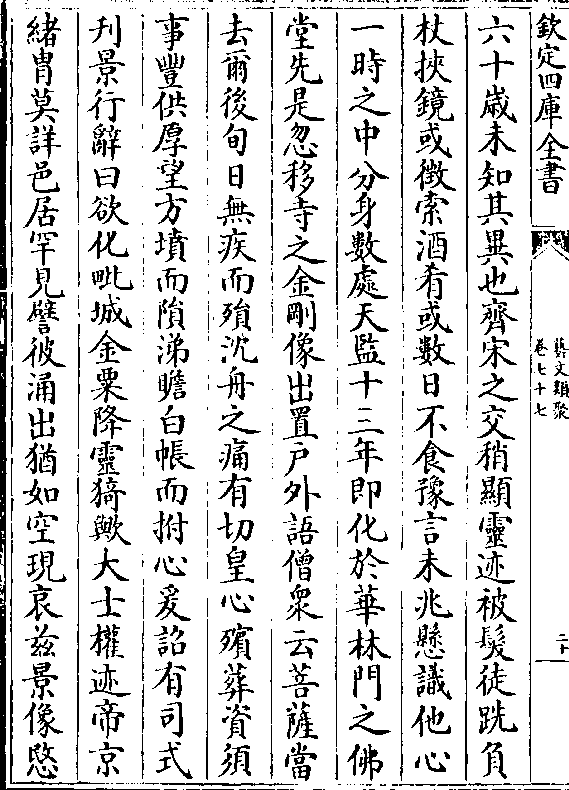 欽定四庫全書
藝文類聚
卷七十七
二十
六十歲未知其異也齊宋之交稍顯靈迹被髪徒跣負
杖挾鏡或徴索酒肴或數日不食豫言未兆懸識他心
一時之中分身數處天監十三年即化於華林門之佛
堂先是忽移寺之金剛像出置戶外語僧衆云菩薩當
去爾後旬日無疾而殞沈舟之痛有切皇心殯葬資須
事豐供厚望方墳而隕涕瞻白帳而拊心爰詔有司式
刋景行辭曰欲化毗城金粟降靈猗歟大士權迹帝京
緒胄莫詳邑居罕見譬彼涌出猶如空現哀兹景像愍